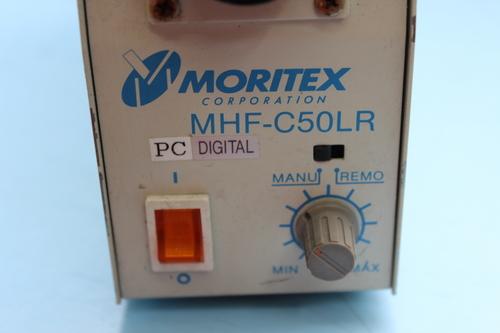 MORITEX
CORPORATION
MHF-C50LR
PC DIGITAL
MANU REMO
I
MIN MAX
O